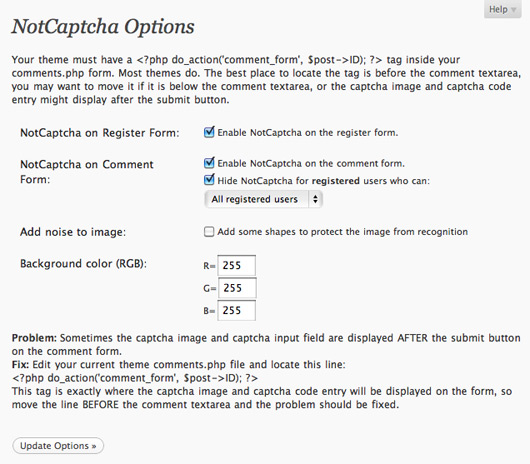 Help
NotCaptcha Options
Your theme must have a <?php do_action('comment_form', $post->ID); ?> tag inside your
comments.php form. Most themes do. The best place to locate the tag is before the comment textarea,
you may want to move it if it is below the comment textarea, or the captcha image and captcha code
entry might display after the submit button.
NotCaptcha on Register Form:
Enable NotCaptcha on the register form.
NotCaptcha on Comment
Form:
Enable NotCaptcha on the comment form.
Hide NotCaptcha for registered users who can:
All registered users
Add noise to image:
Add some shapes to protect the image from recognition
Background color (RGB):
R= 255
G= 255
B= 255
Problem: Sometimes the captcha image and captcha input field are displayed AFTER the submit button
on the comment form.
Fix: Edit your current theme comments.php file and locate this line:
<?php do_action('comment_form', $post->ID); ?>
This tag is exactly where the captcha image and captcha code entry will be displayed on the form, so
move the line BEFORE the comment textarea and the problem should be fixed.
Update Options »